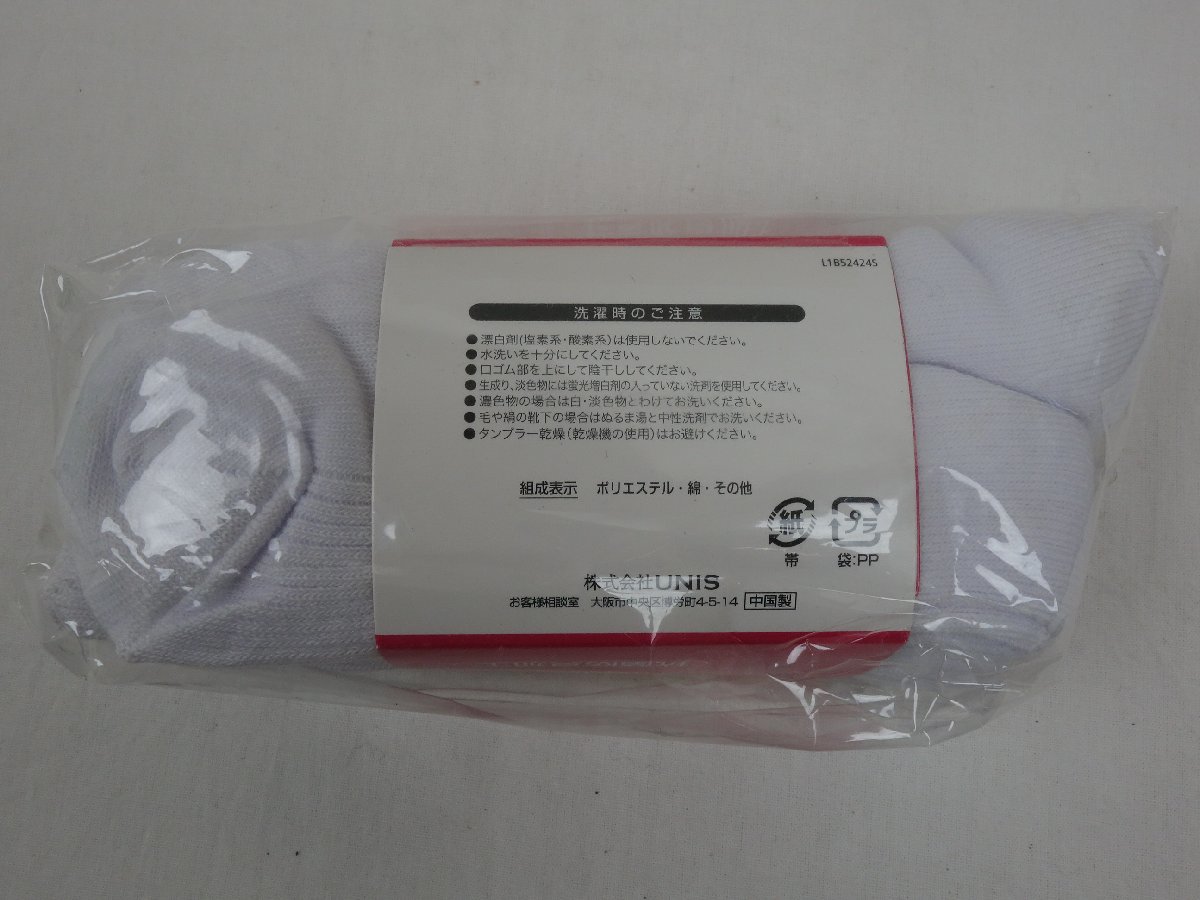 L1B52424S
洗濯時のご注意
●漂白剤(塩素系・酸素系)は使用しないでください。
●水洗いを十分にしてください。
●口ゴム部を上にして陰干ししてください。
●生成り、淡色物には蛍光増白剤の入っていない洗剤を使用してください。
●濃色物の場合は白・淡色物とわけてお洗いください。
●毛や絹の靴下の場合はぬるま湯と中性洗剤でお洗いください。
●タンブラー乾燥(乾燥機の使用)はお避けください。
組成表示 ポリエステル・綿・その他
紙 プラ
帯 袋:PP
株式会社UNiS
お客様相談室 大阪市中央区博労町4-5-14 中国製